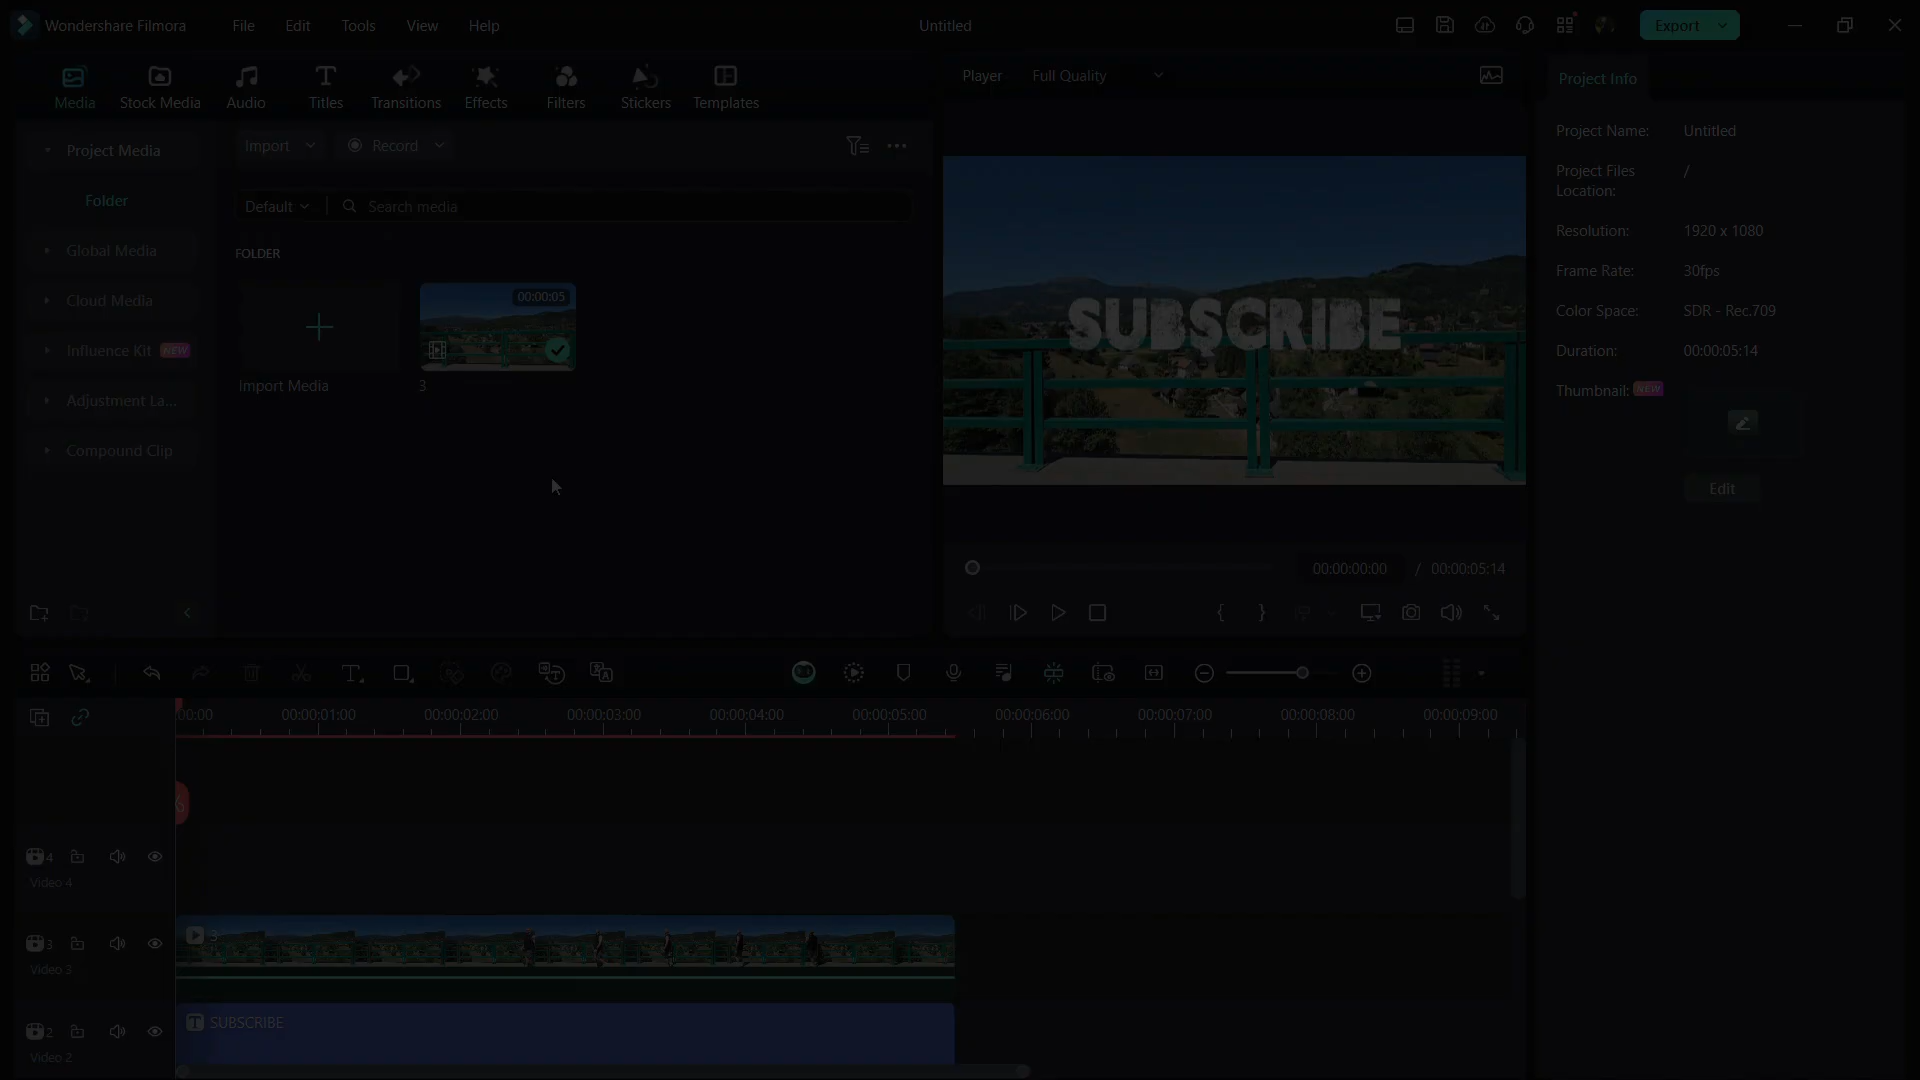 Wondershare Filmora
File
Edit
Tools
View
Help
Untitled
Export
Media
Stock Media
Audio
Titles
Transitions
Effects
Filters
Stickers
Templates
Player
Full Quality
Project Info
Project Media
Folder
Global Media
Cloud Media
Influence Kit NEW
Adjustment La...
Compound Clip
Import
Record
Default
Search media
FOLDER
Import Media
00:00:05
3
SUBSCRIBE
Project Name: Untitled
Project Files Location: /
Resolution: 1920 x 1080
Frame Rate: 30fps
Color Space: SDR - Rec.709
Duration: 00:00:05:14
Thumbnail: NEW
Edit
00:00:00:00 / 00:00:05:14
{ }
:00:00 00:00:01:00 00:00:02:00 00:00:03:00 00:00:04:00 00:00:05:00 00:00:06:00 00:00:07:00 00:00:08:00 00:00:09:00
4
Video 4
3
Video 3
3
2
Video 2
SUBSCRIBE